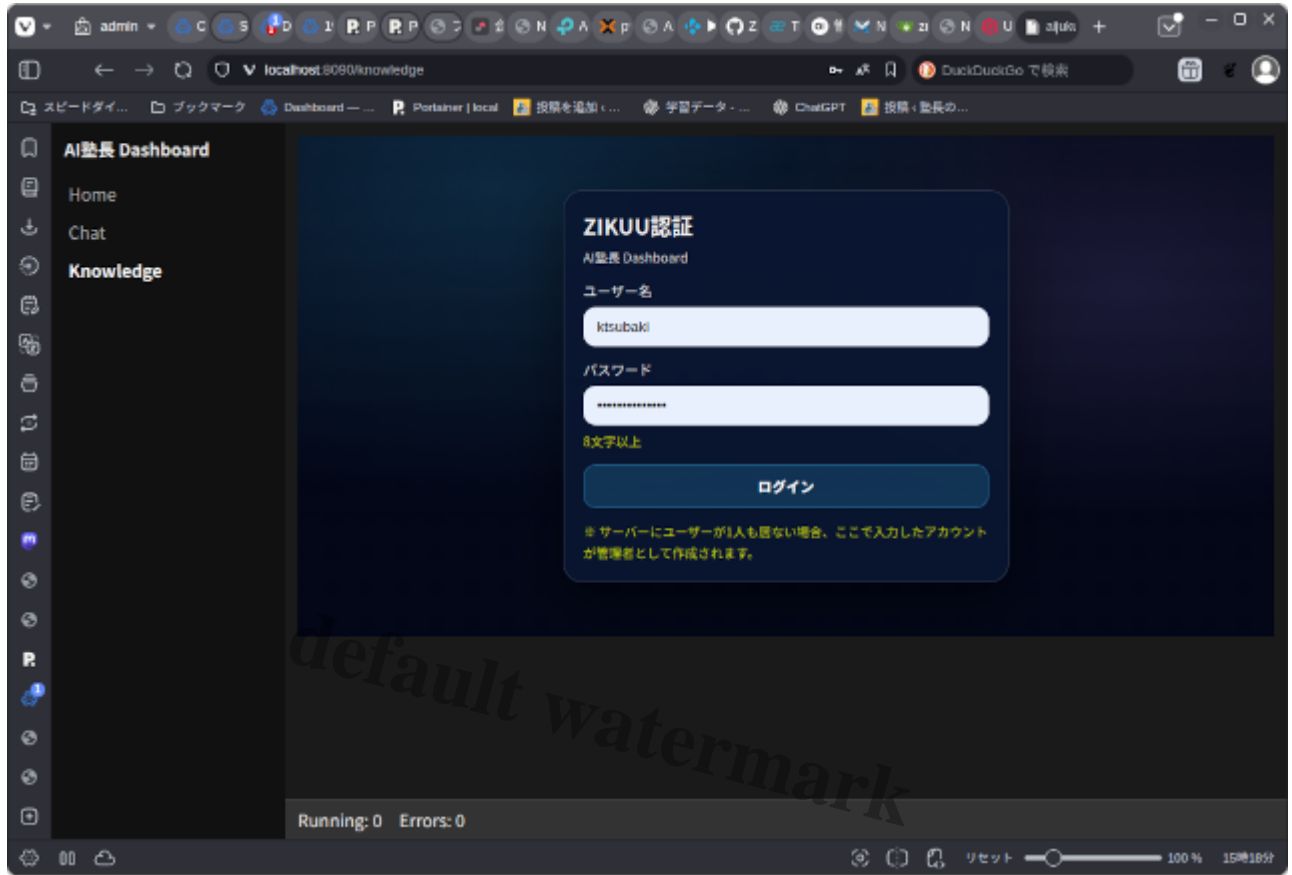 admin
localhost:8090/knowledge
DuckDuckGo で検索
スピードダイ...
ブックマーク
Dashboard — ...
Portainer | local
投稿を追加 ‹ ...
学習データ - ...
ChatGPT
投稿 ‹ 塾長の...
AI塾長 Dashboard
Home
Chat
Knowledge
ZIKUU認証
AI塾長 Dashboard
ユーザー名
ktsubaki
パスワード
8文字以上
ログイン
※ サーバーにユーザーが1人も居ない場合、ここで入力したアカウント
が管理者として作成されます。
default watermark
Running: 0 Errors: 0
リセット
100 %
15時18分